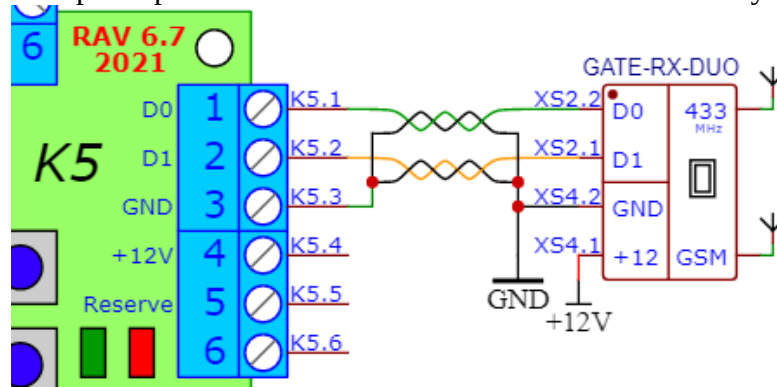 6
RAV 6.7
2021
GATE-RX-DUO
D0 1 K5.1 XS2.2 D0 433
MHz
K5
D1 2 K5.2 XS2.1 D1
GND 3 K5.3 XS4.2 GND
+12V 4 K5.4 XS4.1 +12 GSM
Reserve 5 K5.5 GND
+12V
6 K5.6